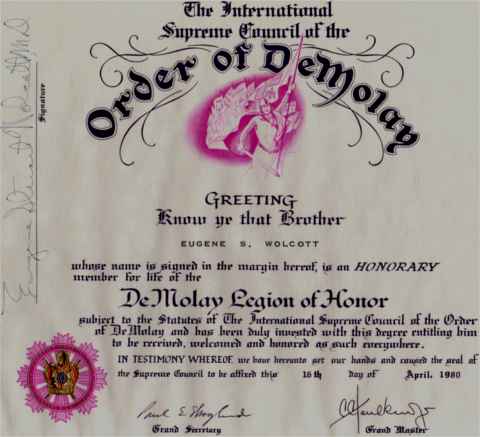 The International
Supreme Council of the
Order of DeMolay
GREETING
Know ye that Brother
EUGENE S. WOLCOTT
whose name is signed in the margin hereof, is an HONORARY
member for life of the
DeMolay Legion of Honor
subject to the Statutes of The International Supreme Council of the Order
of DeMolay and has been duly invested with this degree entitling him
to be received, welcomed and honored as such everywhere.
IN TESTIMONY WHEREOF, we have hereunto set our hands and caused the seal of
the Supreme Council to be affixed this 16th day of April, 1980
Grand Secretary
Grand Master
Signature
Eugene Stewart Wolcott MD